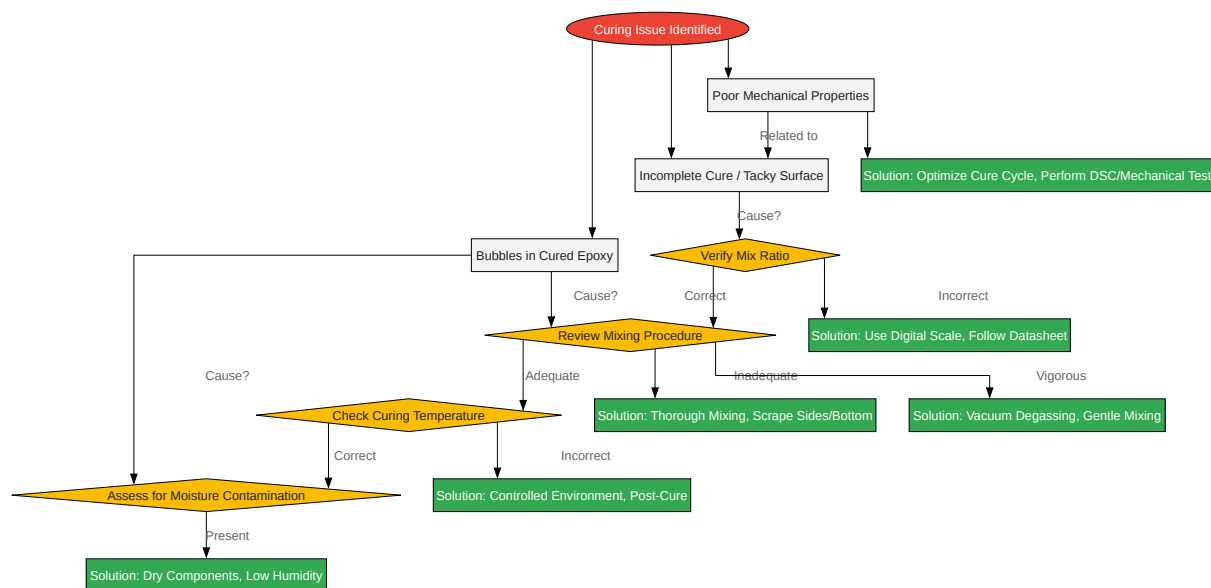 Curing Issue Identified
Poor Mechanical Properties
Related to
Incomplete Cure / Tacky Surface
Solution: Optimize Cure Cycle, Perform DSC/Mechanical Test
Cause?
Bubbles in Cured Epoxy
Verify Mix Ratio
Cause?
Correct
Incorrect
Review Mixing Procedure
Solution: Use Digital Scale, Follow Datasheet
Cause?
Adequate
Inadequate
Vigorous
Check Curing Temperature
Solution: Thorough Mixing, Scrape Sides/Bottom
Solution: Vacuum Degassing, Gentle Mixing
Correct
Incorrect
Assess for Moisture Contamination
Solution: Controlled Environment, Post-Cure
Present
Solution: Dry Components, Low Humidity